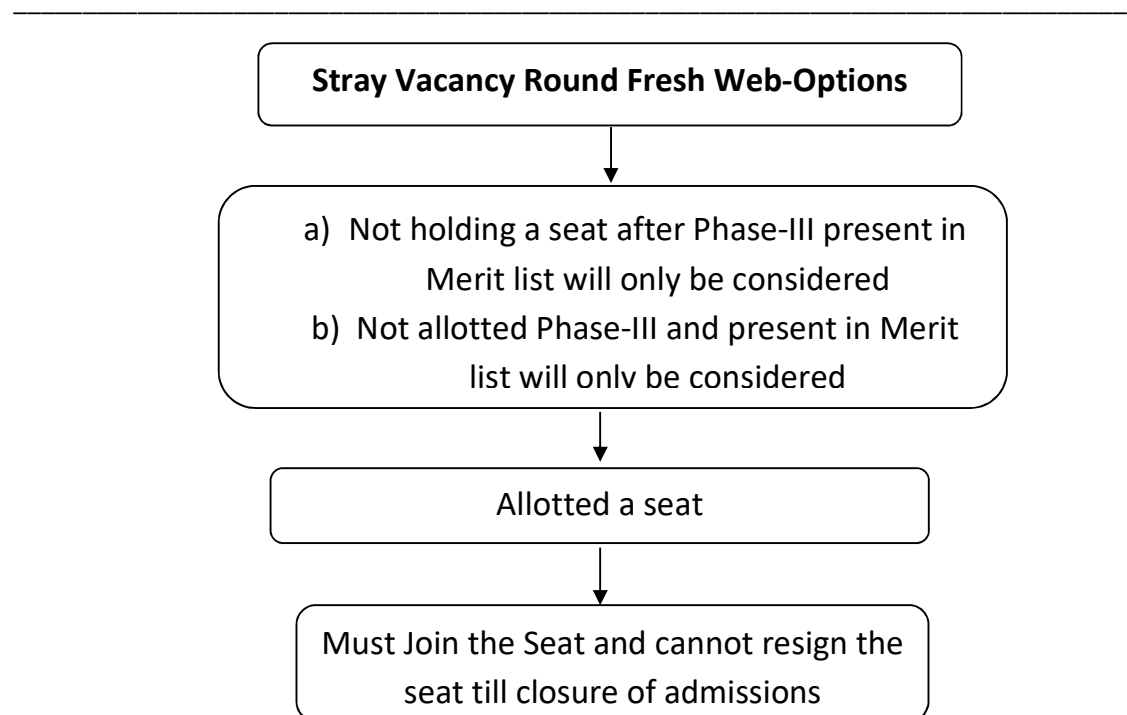 Stray Vacancy Round Fresh Web-Options
a) Not holding a seat after Phase-III present in
Merit list will only be considered
b) Not allotted Phase-III and present in Merit
list will only be considered
Allotted a seat
Must Join the Seat and cannot resign the
seat till closure of admissions